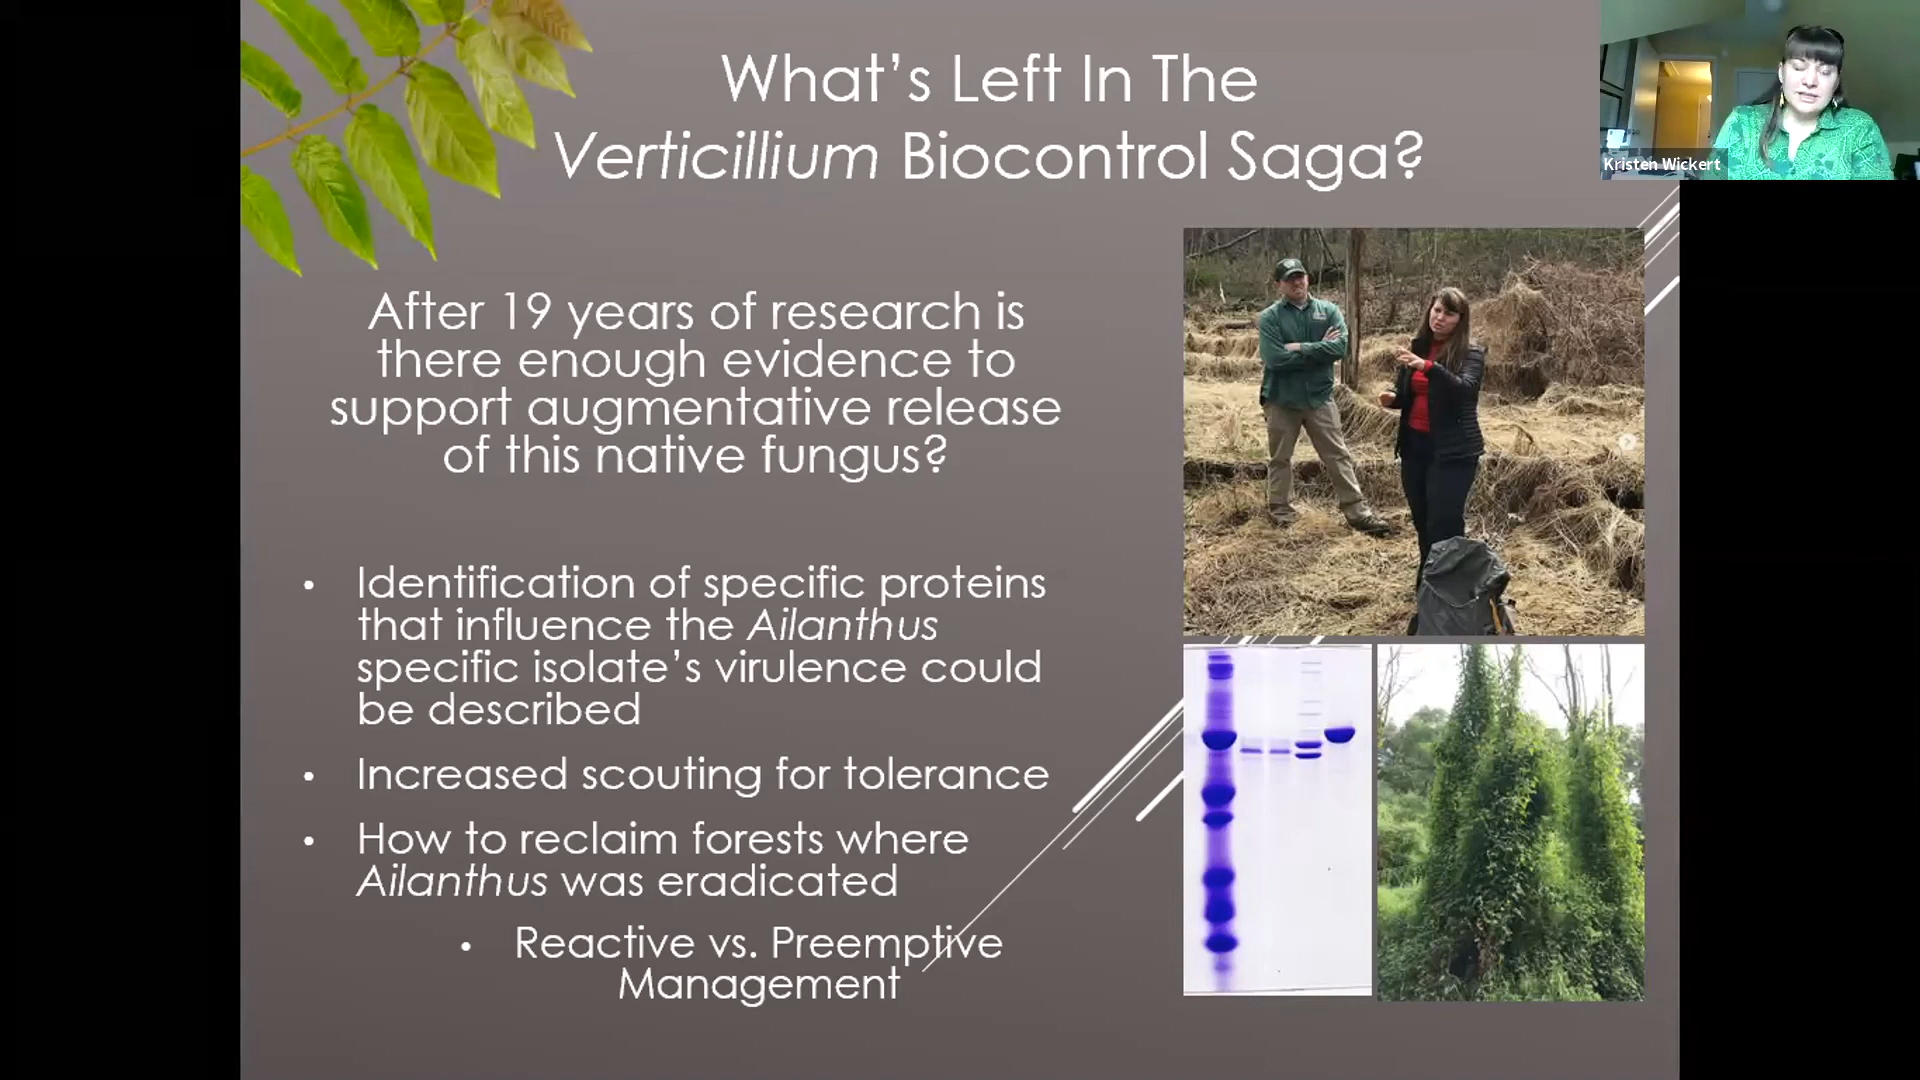 What's Left In The
Verticillium Biocontrol Saga?
Kristen Wickert
After 19 years of research is
there enough evidence to
support augmentative release
of this native fungus?
• Identification of specific proteins
that influence the Ailanthus
specific isolate's virulence could
be described
• Increased scouting for tolerance
• How to reclaim forests where
Ailanthus was eradicated
• Reactive vs. Preemptive
Management